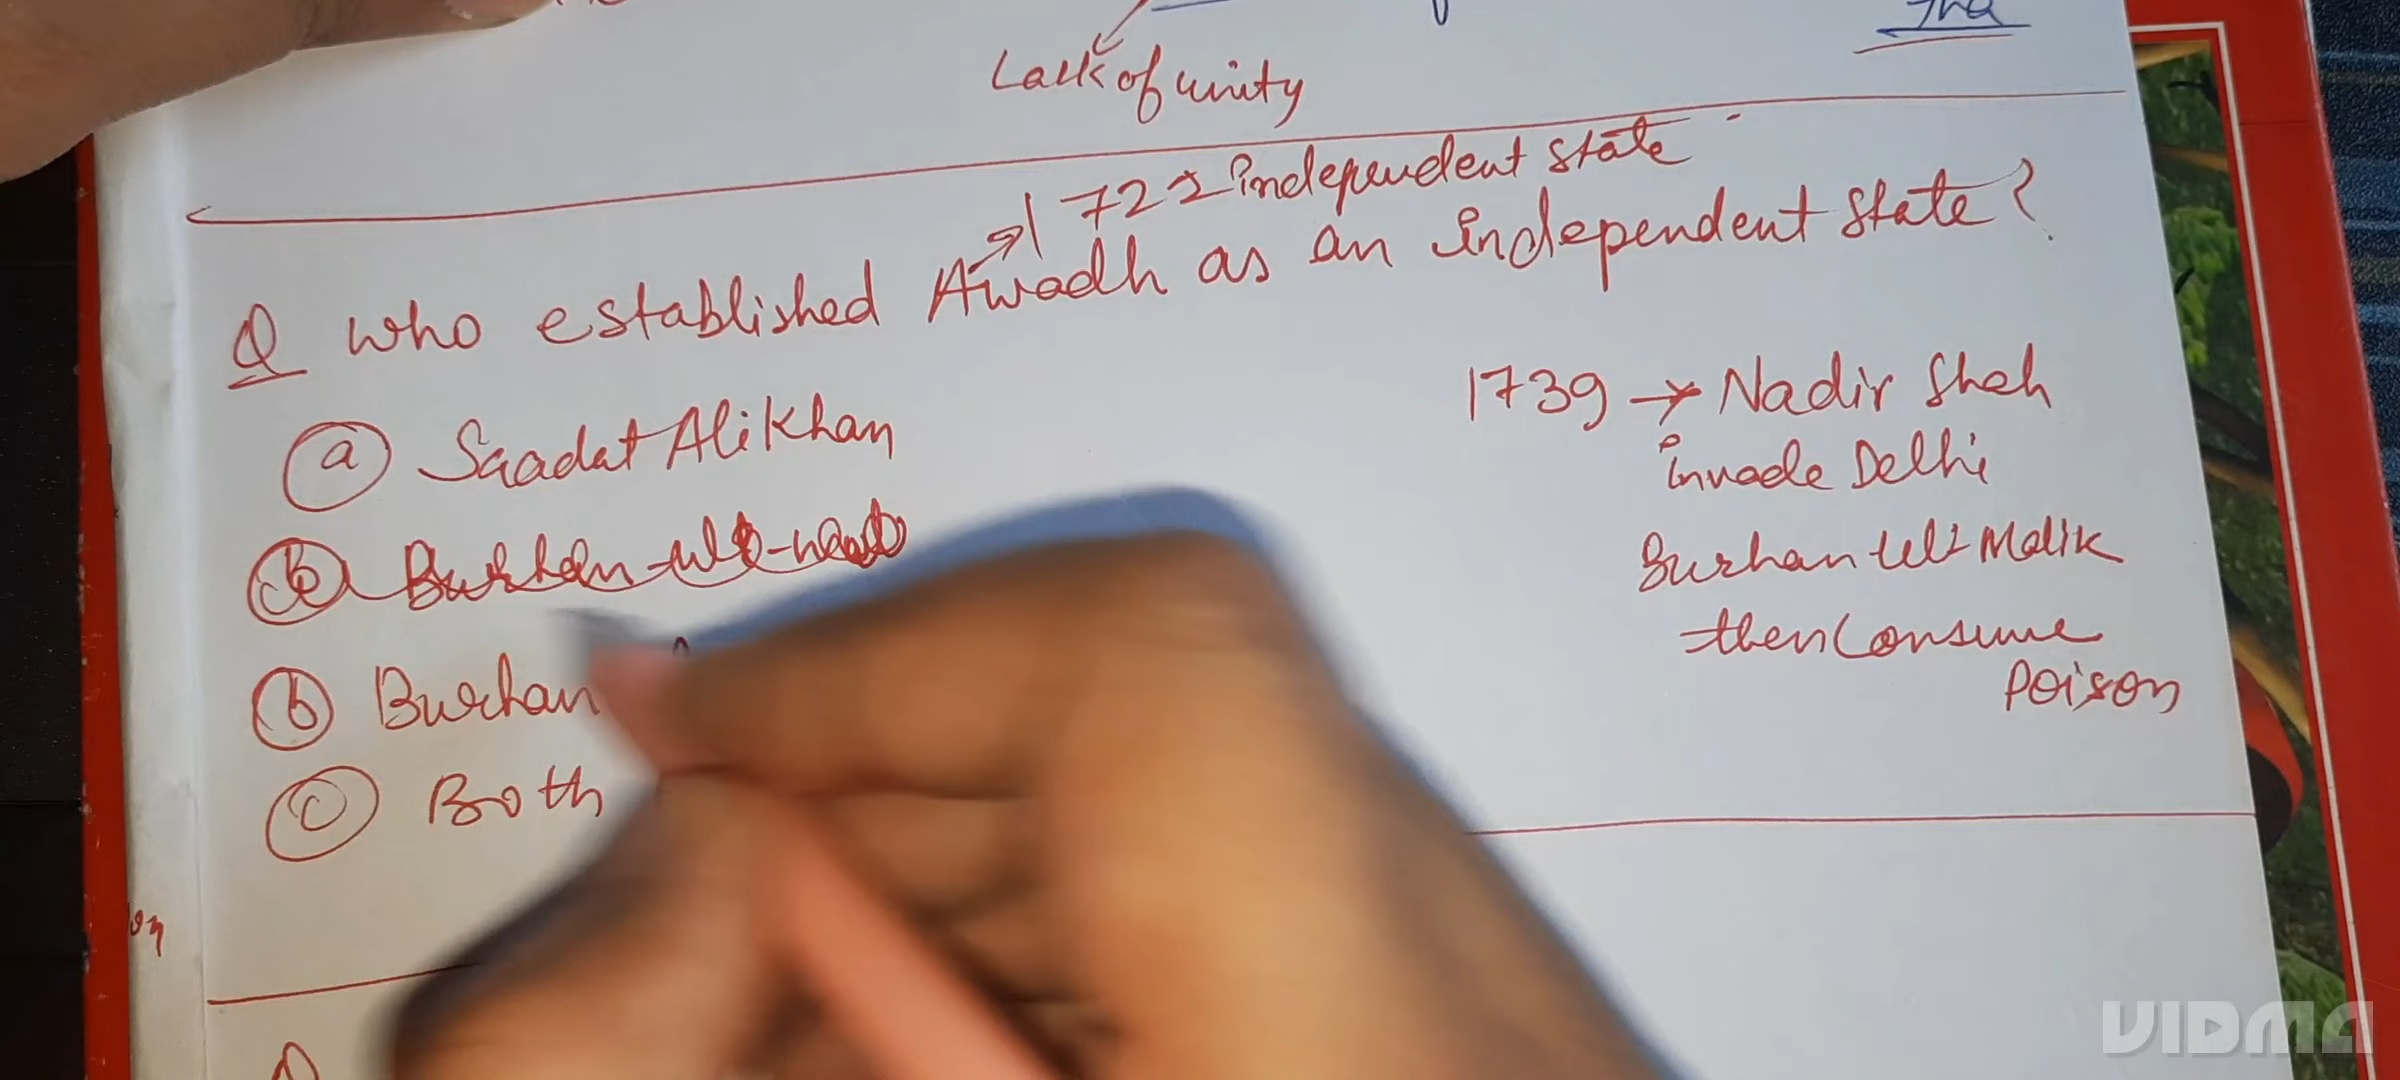 Lack of unity
1722 independent state
Q who established Awadh as an independent state?
a Saadat Ali Khan
b Burhan
c Both
1739 → Nadir Shah
invade Delhi
Burhan Ul Malik
then consume
Poison
Q
VIDMA